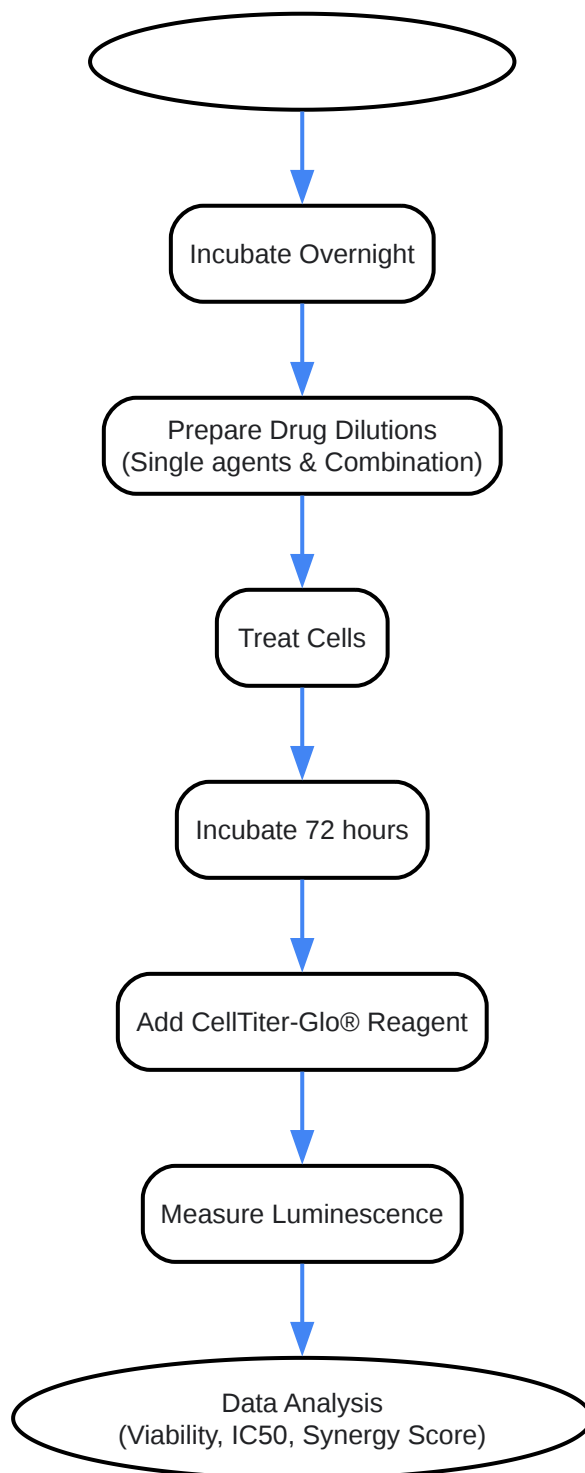 Incubate Overnight
Prepare Drug Dilutions
(Single agents & Combination)
Treat Cells
Incubate 72 hours
Add CellTiter-Glo® Reagent
Measure Luminescence
Data Analysis
(Viability, IC50, Synergy Score)